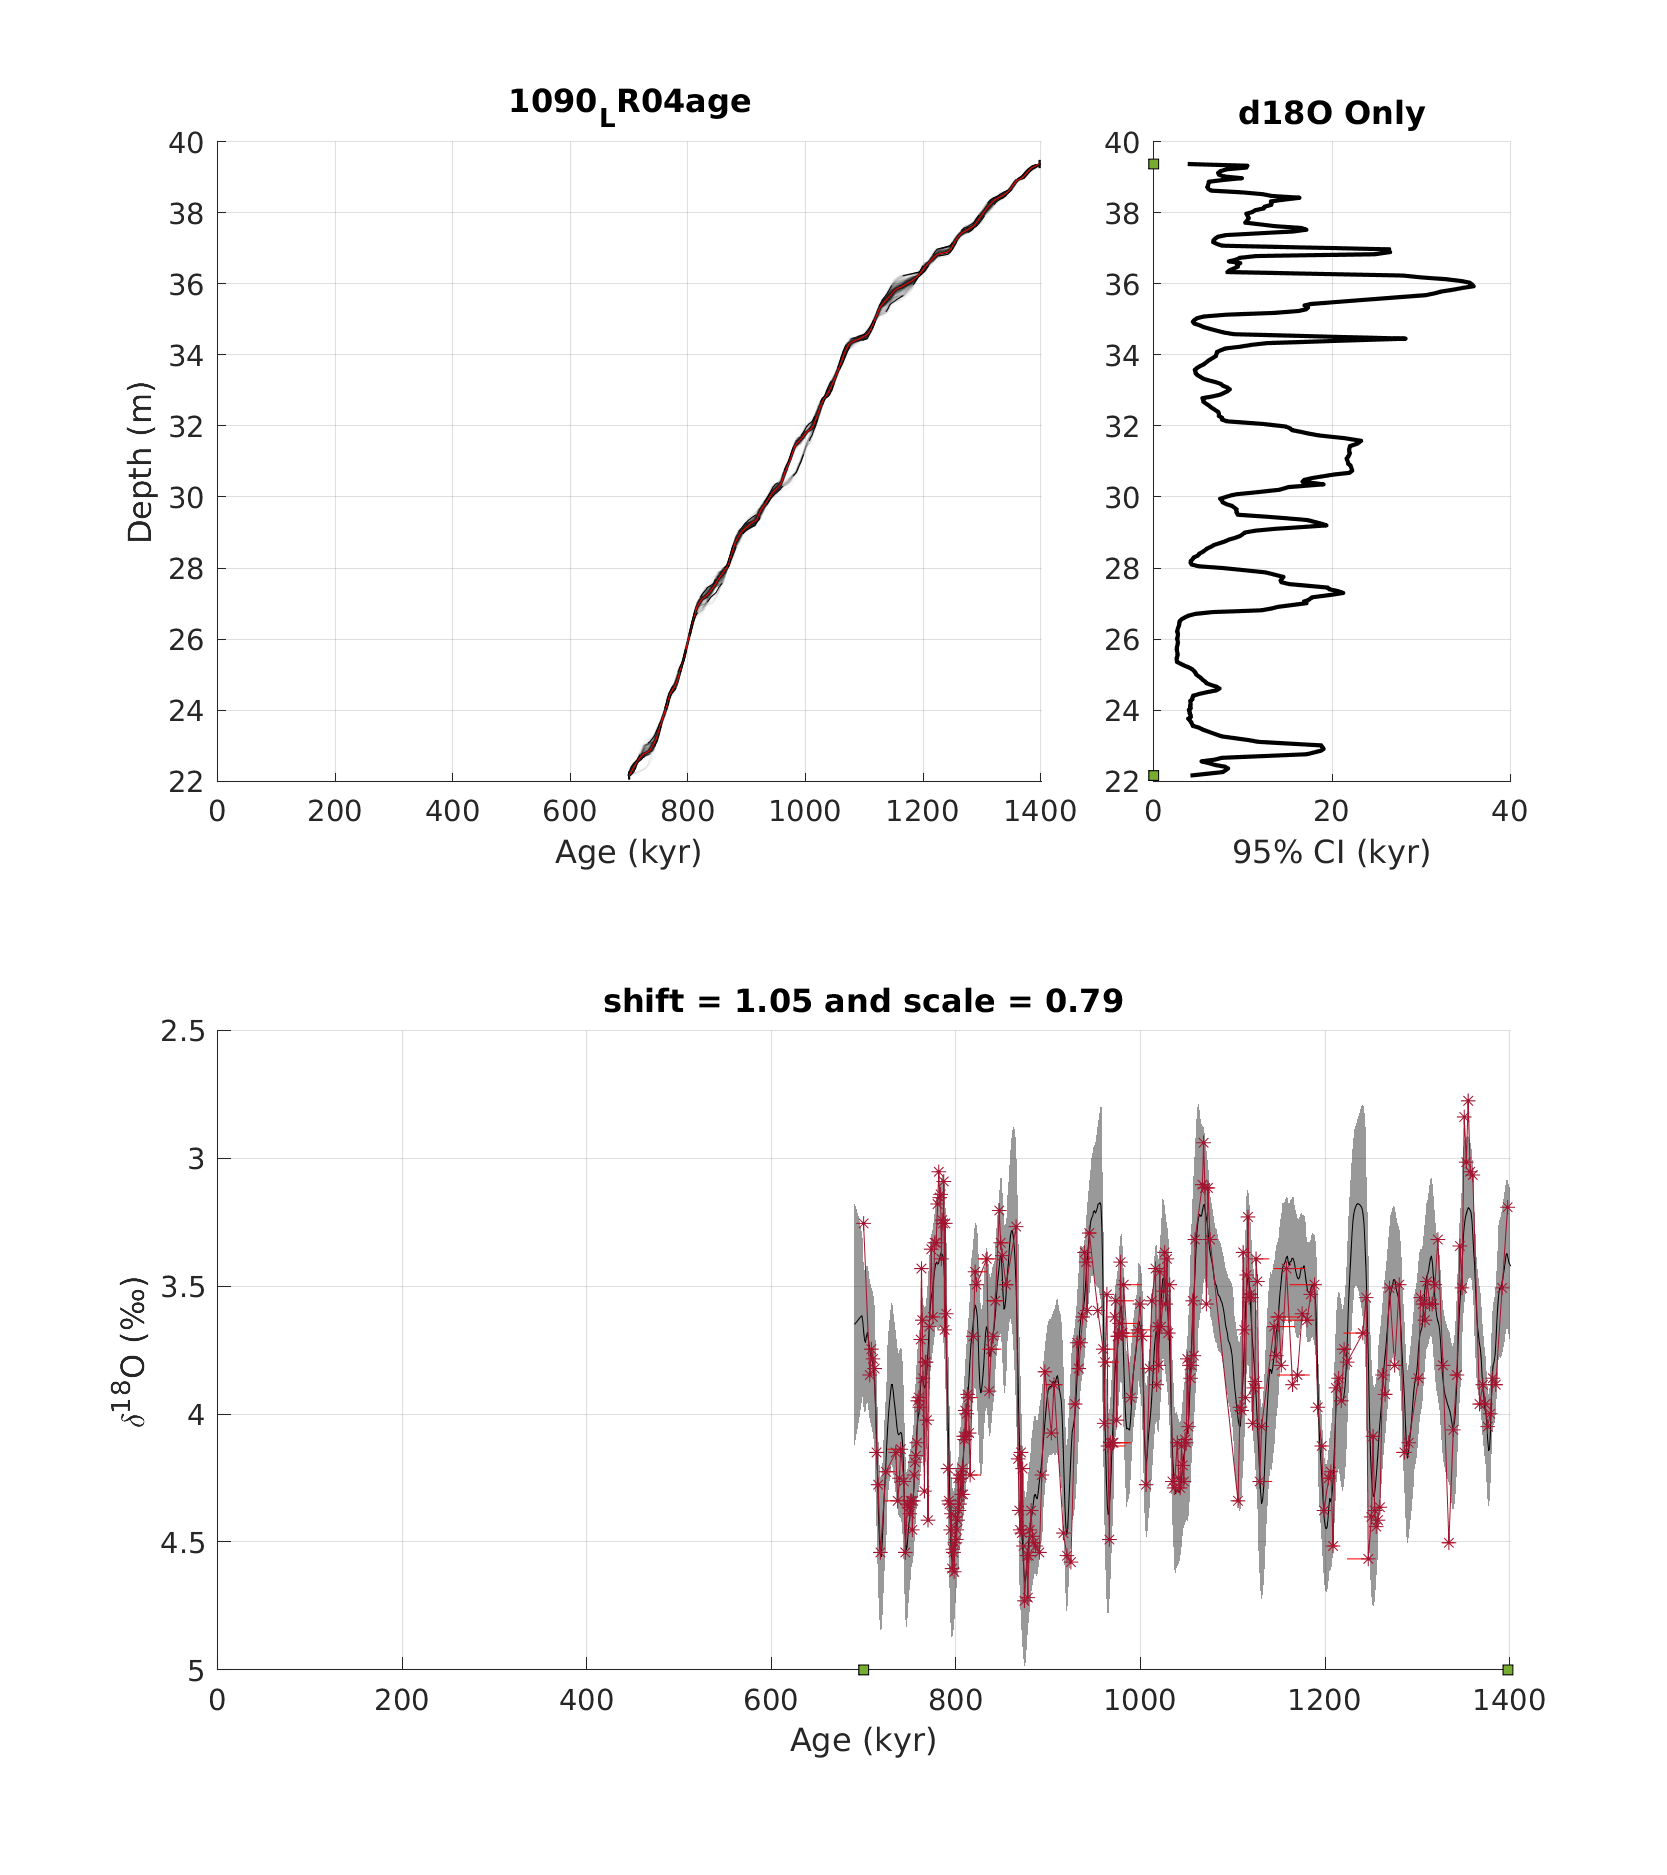 1090LR04age
d18O Only
40
38
36
34
32
30
28
26
24
22
Depth (m)
0 200 400 600 800 1000 1200 1400
Age (kyr)
40
38
36
34
32
30
28
26
24
22
0 20 40
95% CI (kyr)
shift = 1.05 and scale = 0.79
2.5
3
3.5
4
4.5
5
δ18O (‰)
0 200 400 600 800 1000 1200 1400
Age (kyr)